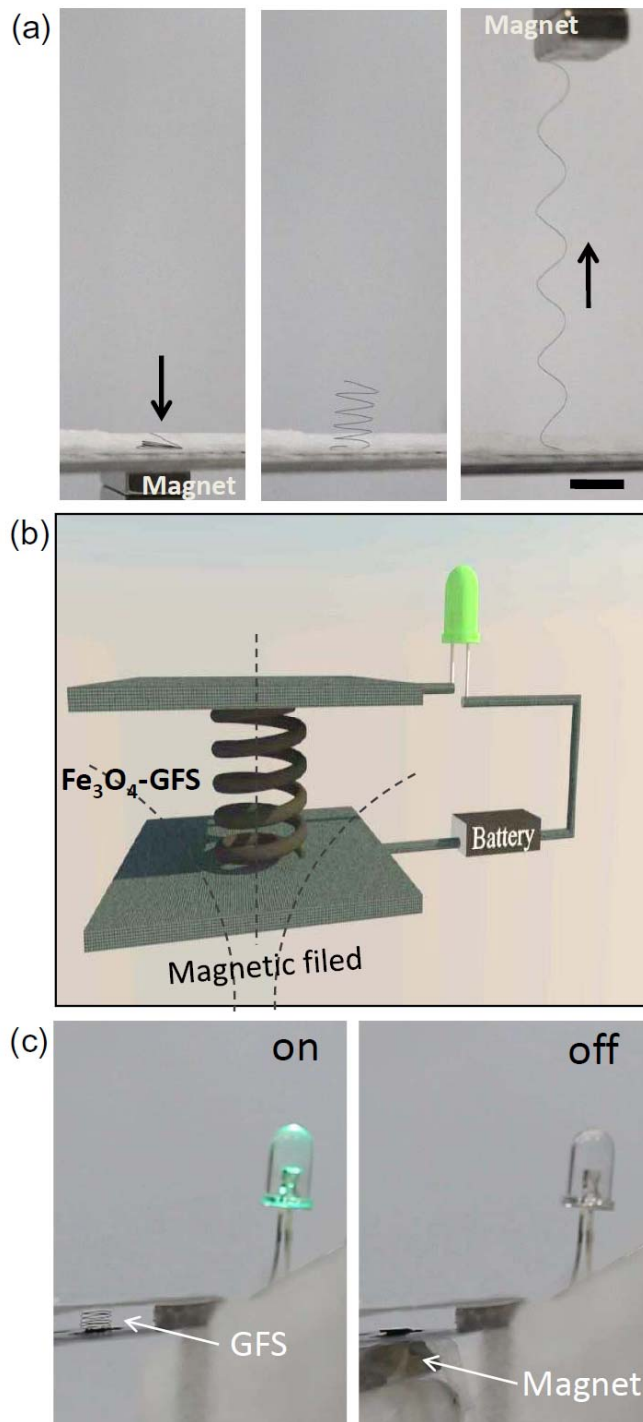 (a)
Magnet
Magnet
(b)
Fe₃O₄-GFS
Battery
Magnetic filed
(c)
on
off
GFS
Magnet